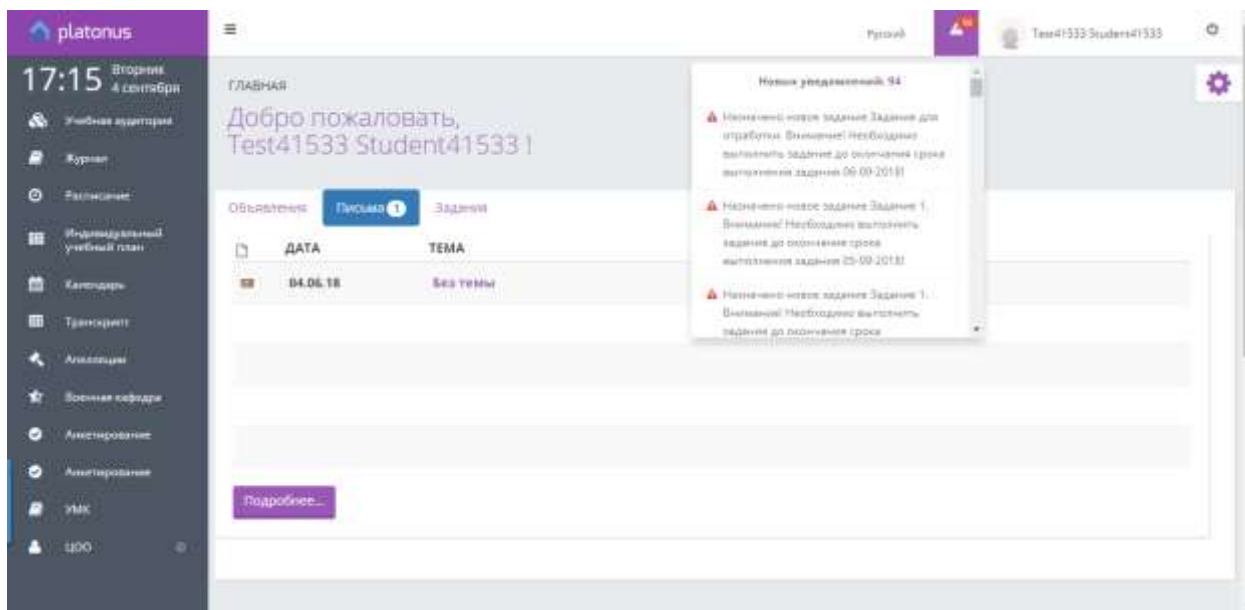 platonus
Русский
94
Test41533 Student41533
17:15 Вторник
4 сентября
Учебная аудитория
Журнал
Расписание
Индивидуальный
учебный план
Календарь
Транскрипт
Апелляции
Военная кафедра
Анкетирование
Анкетирование
УМК
ЦОО
ГЛАВНАЯ
Добро пожаловать,
Test41533 Student41533 !
Объявления Письма 1 Задания
ДАТА ТЕМА
04.06.18 Без темы
Подробнее...
Новых уведомлений: 94
Назначено новое задание Задание для
отработки. Внимание! Необходимо
выполнить задание до окончания срока
выполнения задания 06-09-2018!
Назначено новое задание Задание 1.
Внимание! Необходимо выполнить
задание до окончания срока
выполнения задания 05-09-2018!
Назначено новое задание Задание 1.
Внимание! Необходимо выполнить
задание до окончания срока